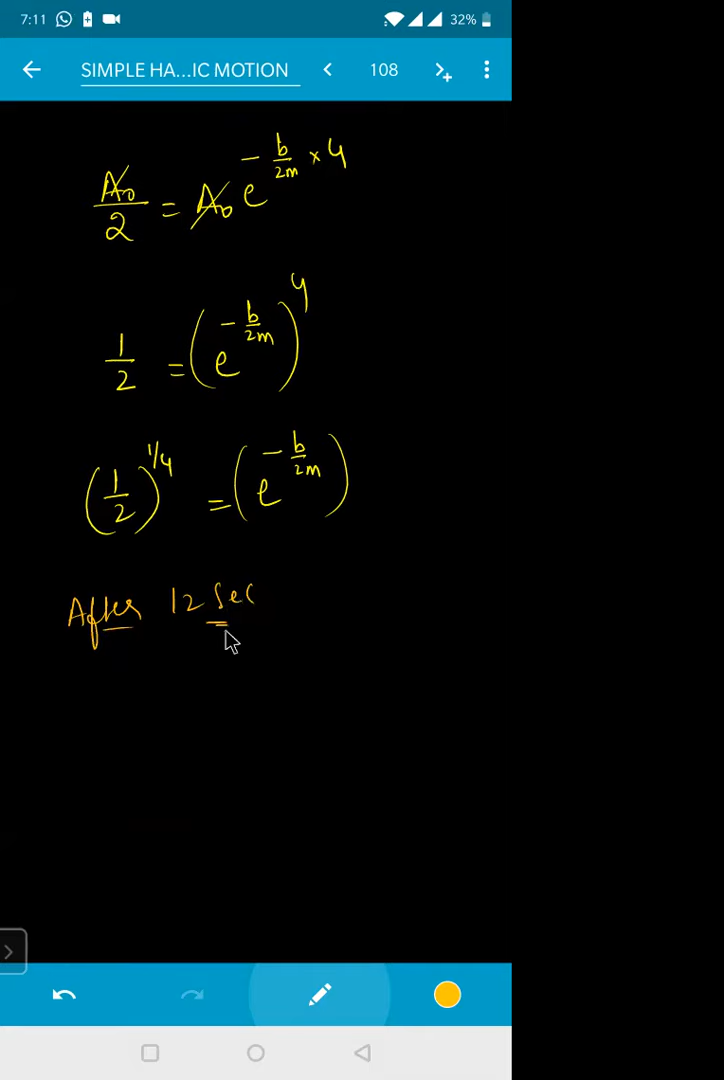 7:11 32%
SIMPLE HA...IC MOTION 108
A₀/2 = A₀ e^(-b/2m × 4)
1/2 = (e^(-b/2m))^4
(1/2)^(1/4) = (e^(-b/2m))
After 12 Sec